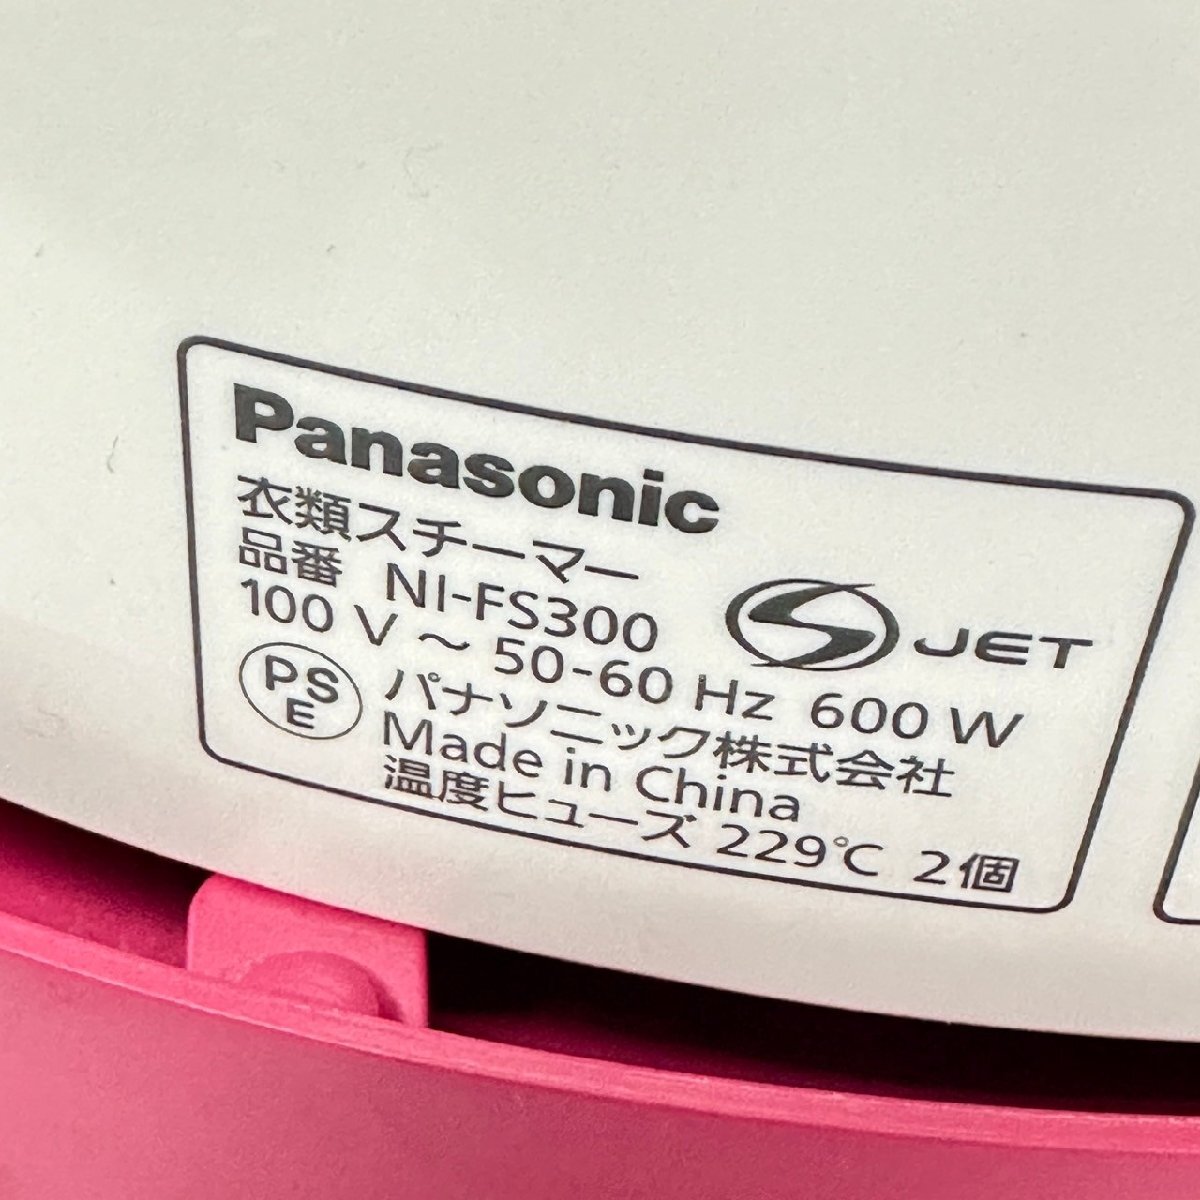 Panasonic
衣類スチーマー
品番 NI-FS300
100 V ~ 50-60 Hz 600 W
S JET
PS
E
パナソニック株式会社
Made in China
温度ヒューズ 229℃ 2個